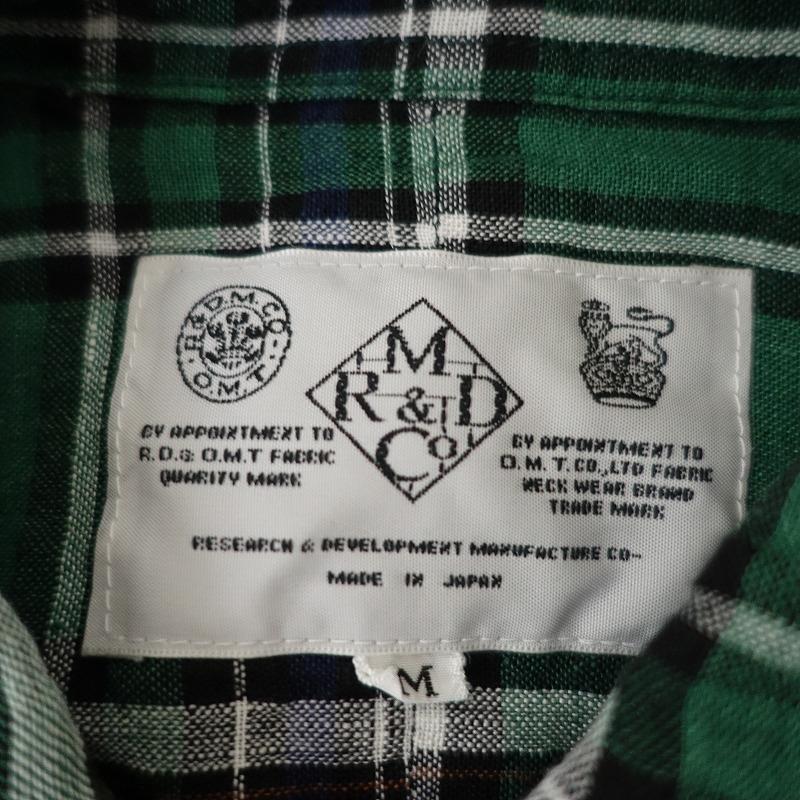 R&D.M.CO
O.M.T
M
R & D
Co
BY APPOINTMENT TO
R.D.& O.M.T FABRIC
QUARITY MARK
BY APPOINTMENT TO
O.M.T.CO.,LTD FABRIC
NECK WEAR BRAND
TRADE MARK
RESEARCH & DEVELOPMENT MANUFACTURE CO-
MADE IN JAPAN
M